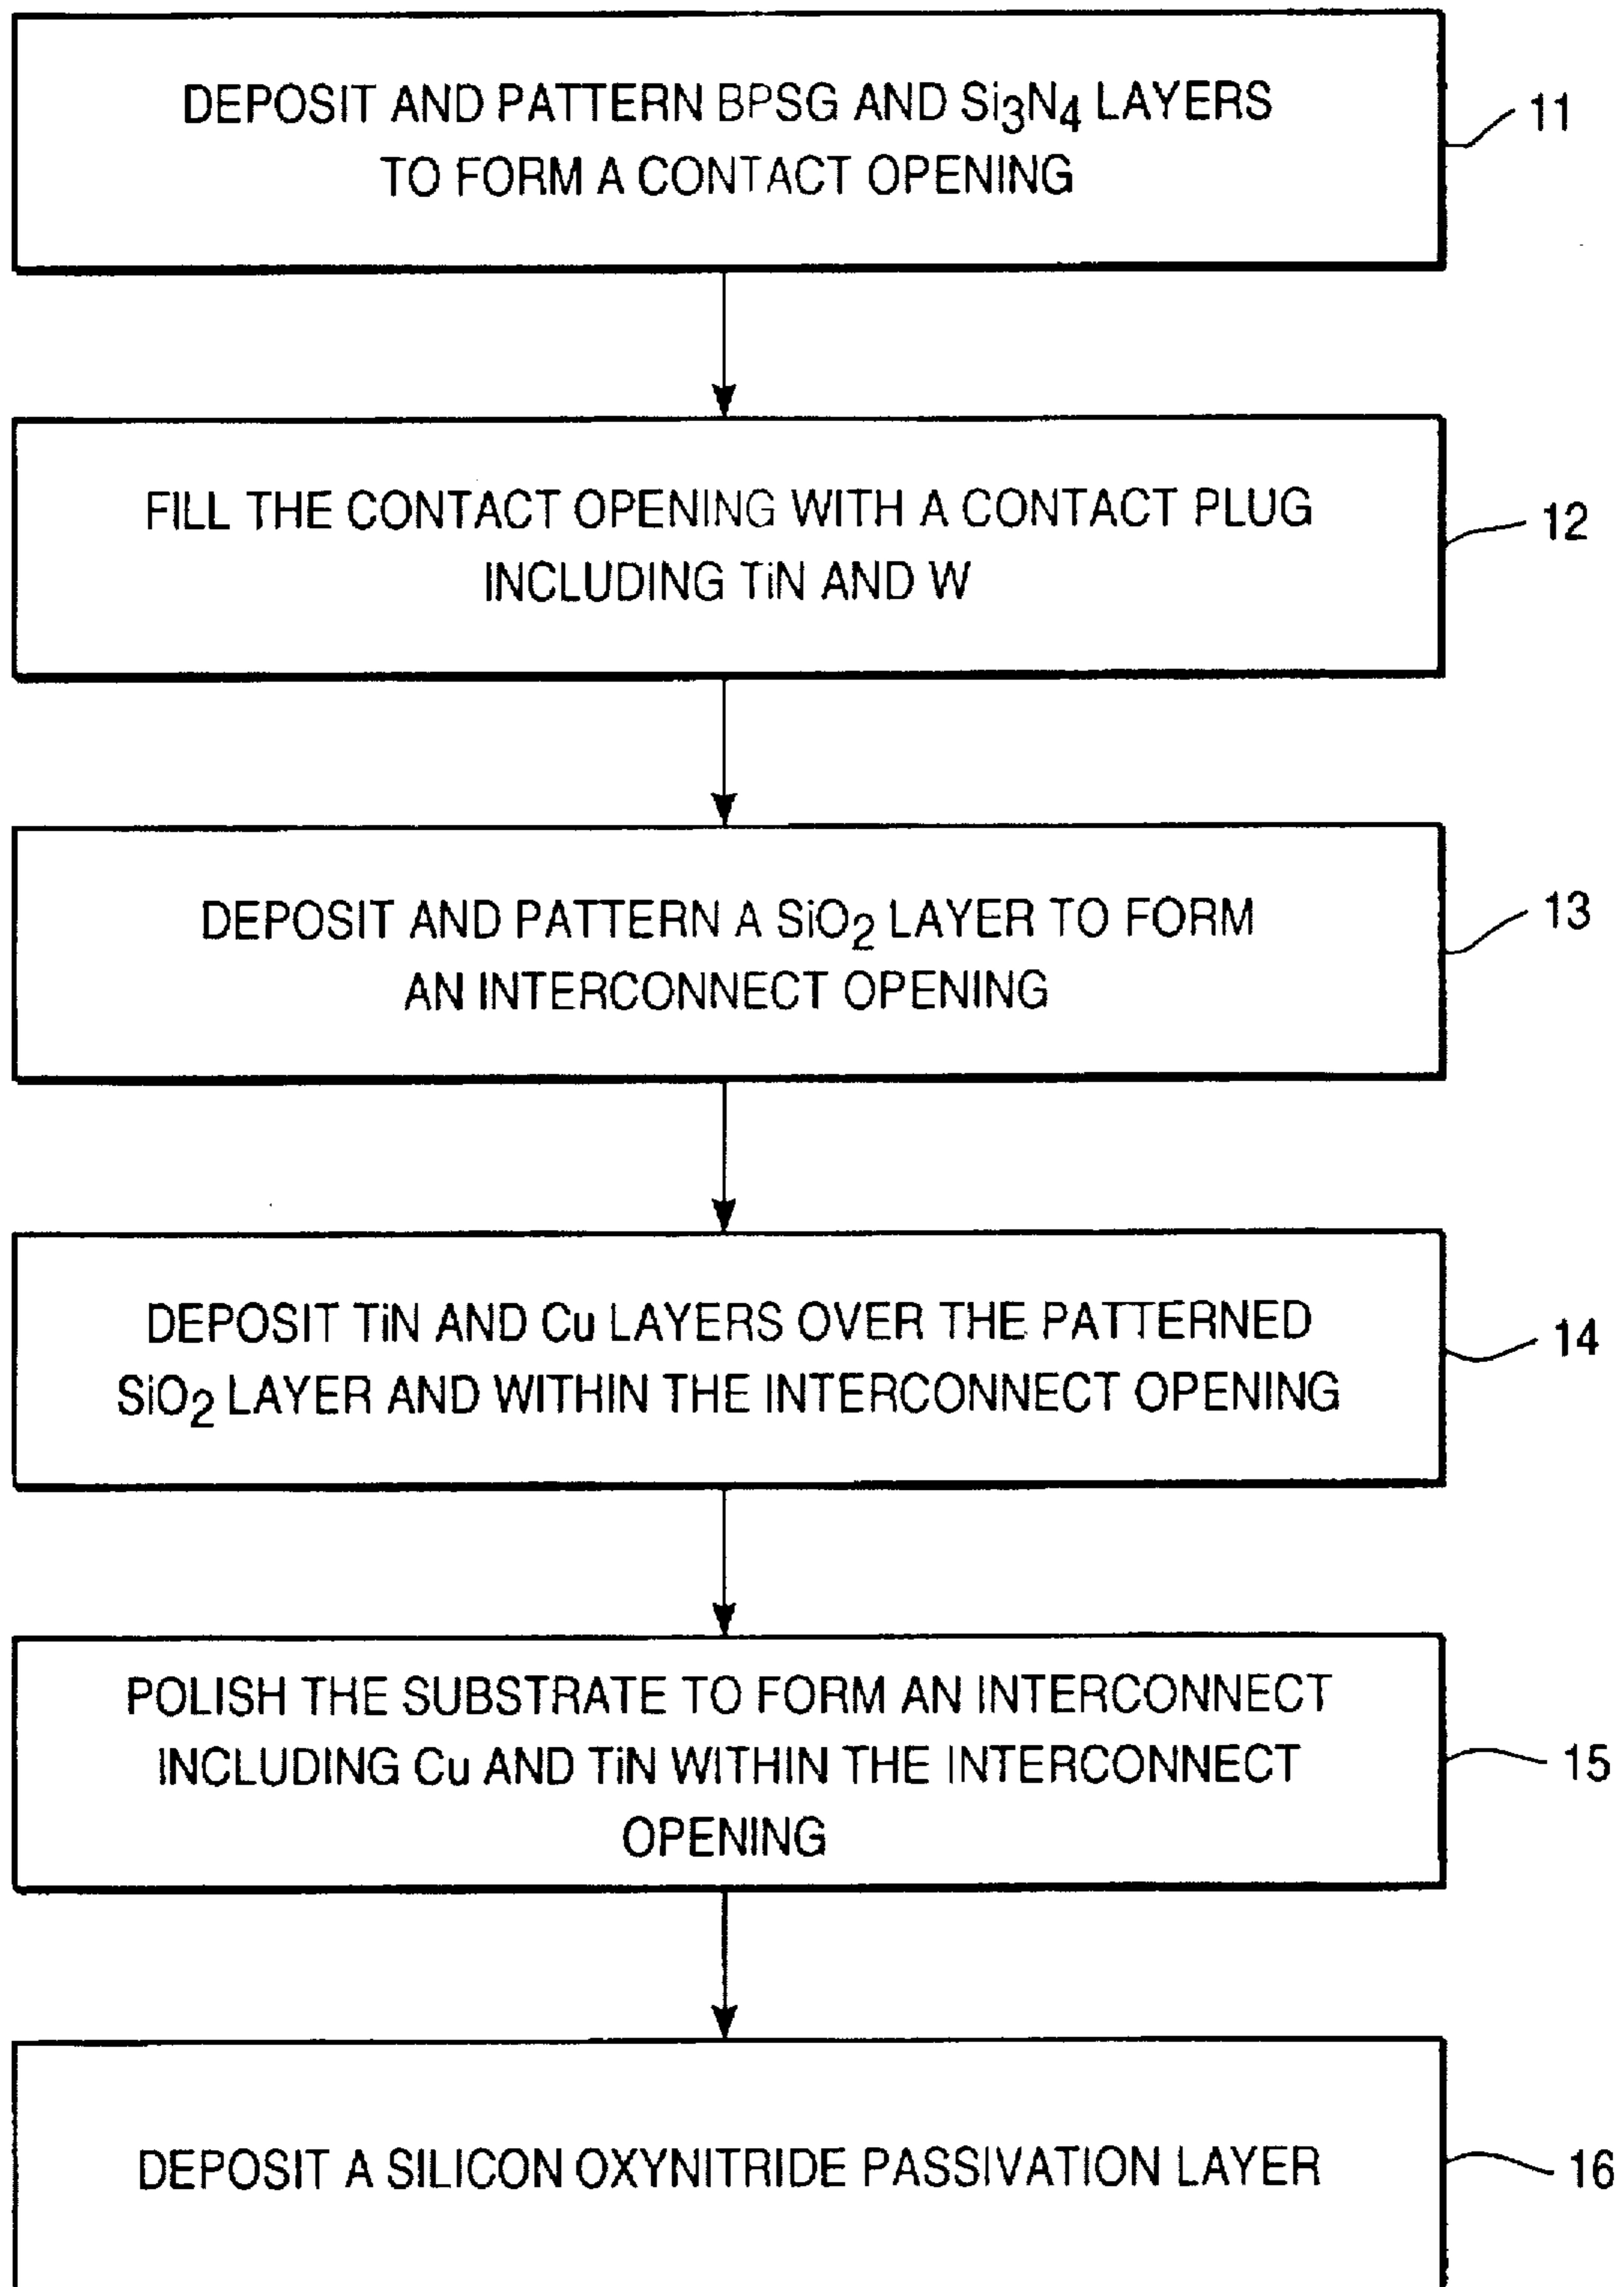 DEPOSIT AND PATTERN BPSG AND Si₃N₄ LAYERS
TO FORM A CONTACT OPENING
11
FILL THE CONTACT OPENING WITH A CONTACT PLUG
INCLUDING TiN AND W
12
DEPOSIT AND PATTERN A SiO₂ LAYER TO FORM
AN INTERCONNECT OPENING
13
DEPOSIT TiN AND Cu LAYERS OVER THE PATTERNED
SiO₂ LAYER AND WITHIN THE INTERCONNECT OPENING
14
POLISH THE SUBSTRATE TO FORM AN INTERCONNECT
INCLUDING Cu AND TiN WITHIN THE INTERCONNECT
OPENING
15
DEPOSIT A SILICON OXYNITRIDE PASSIVATION LAYER
16